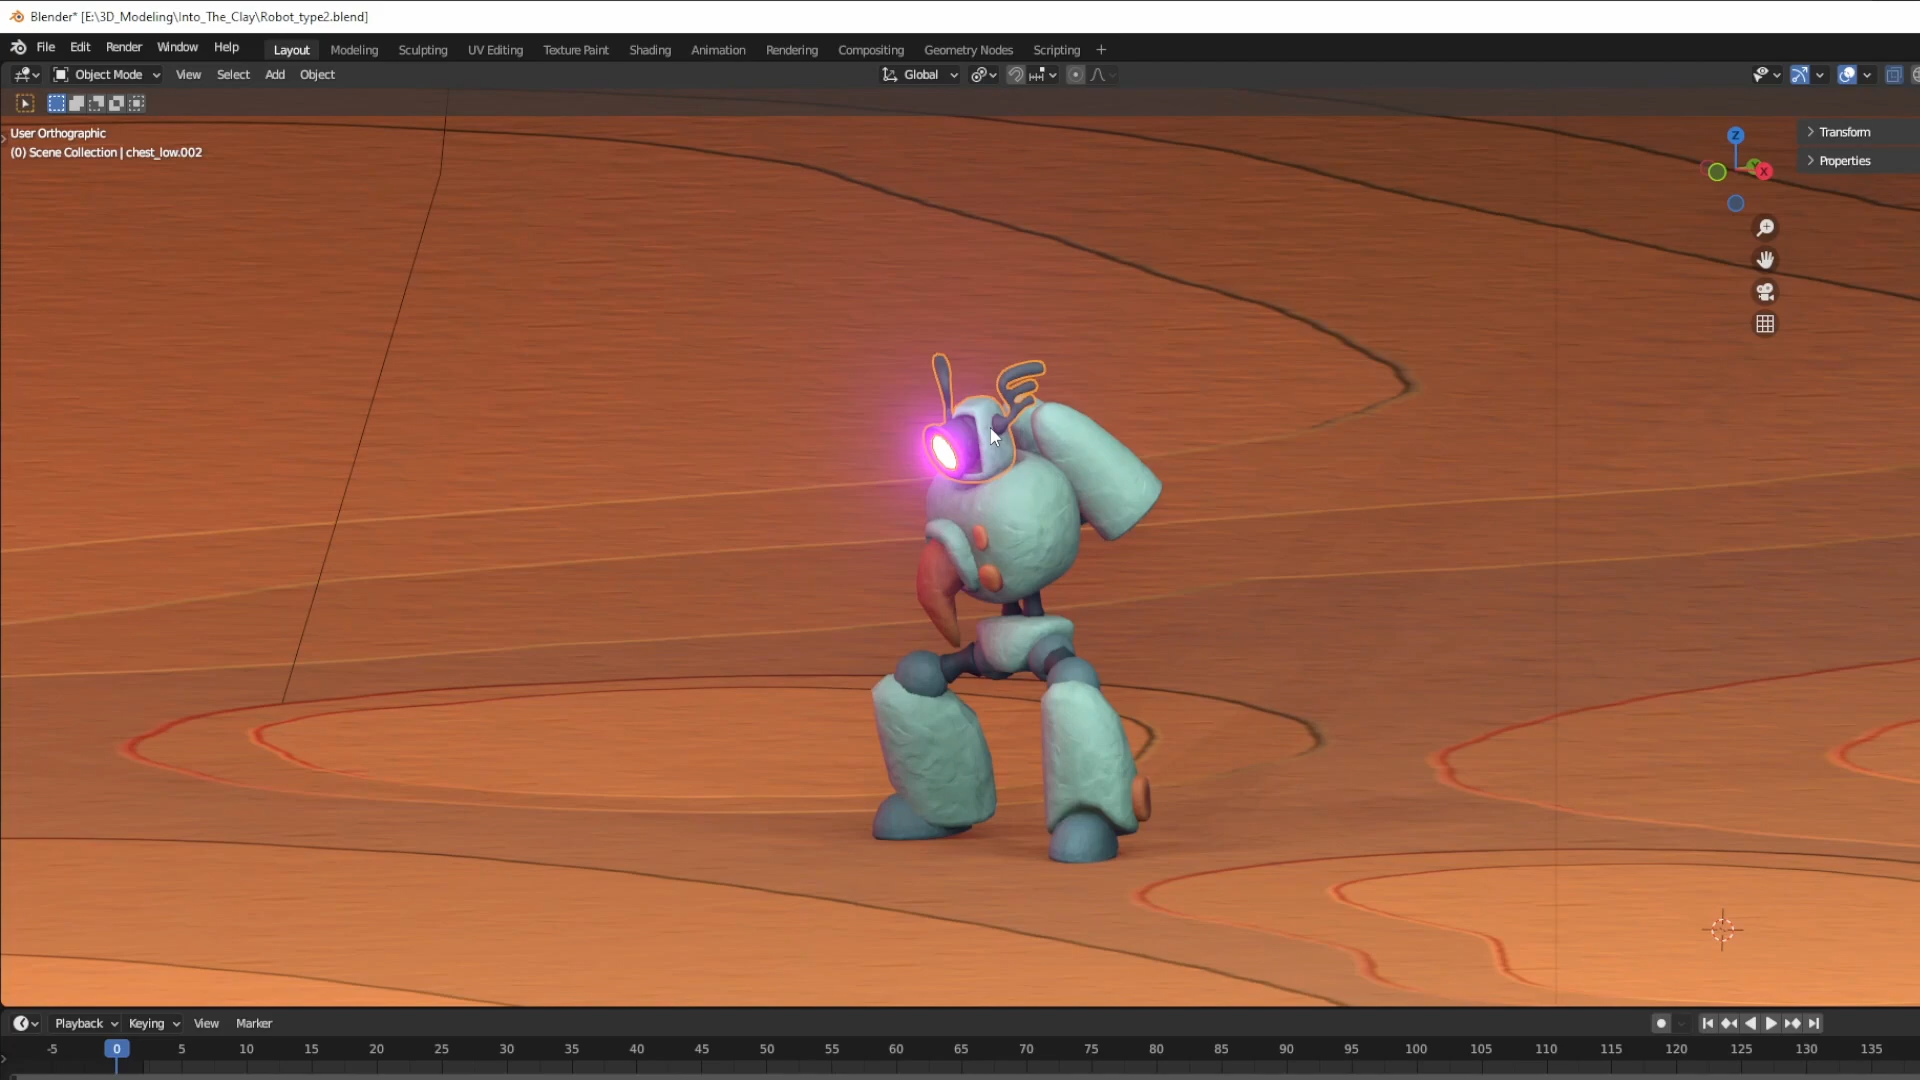 Blender* [E:\3D_Modeling\Into_The_Clay\Robot_type2.blend]
File Edit Render Window Help Layout Modeling Sculpting UV Editing Texture Paint Shading Animation Rendering Compositing Geometry Nodes Scripting +
Object Mode View Select Add Object Global
User Orthographic
(0) Scene Collection | chest_low.002
Z
Y
X
Transform
Properties
Playback Keying View Marker
-5 0 5 10 15 20 25 30 35 40 45 50 55 60 65 70 75 80 85 90 95 100 105 110 115 120 125 130 135